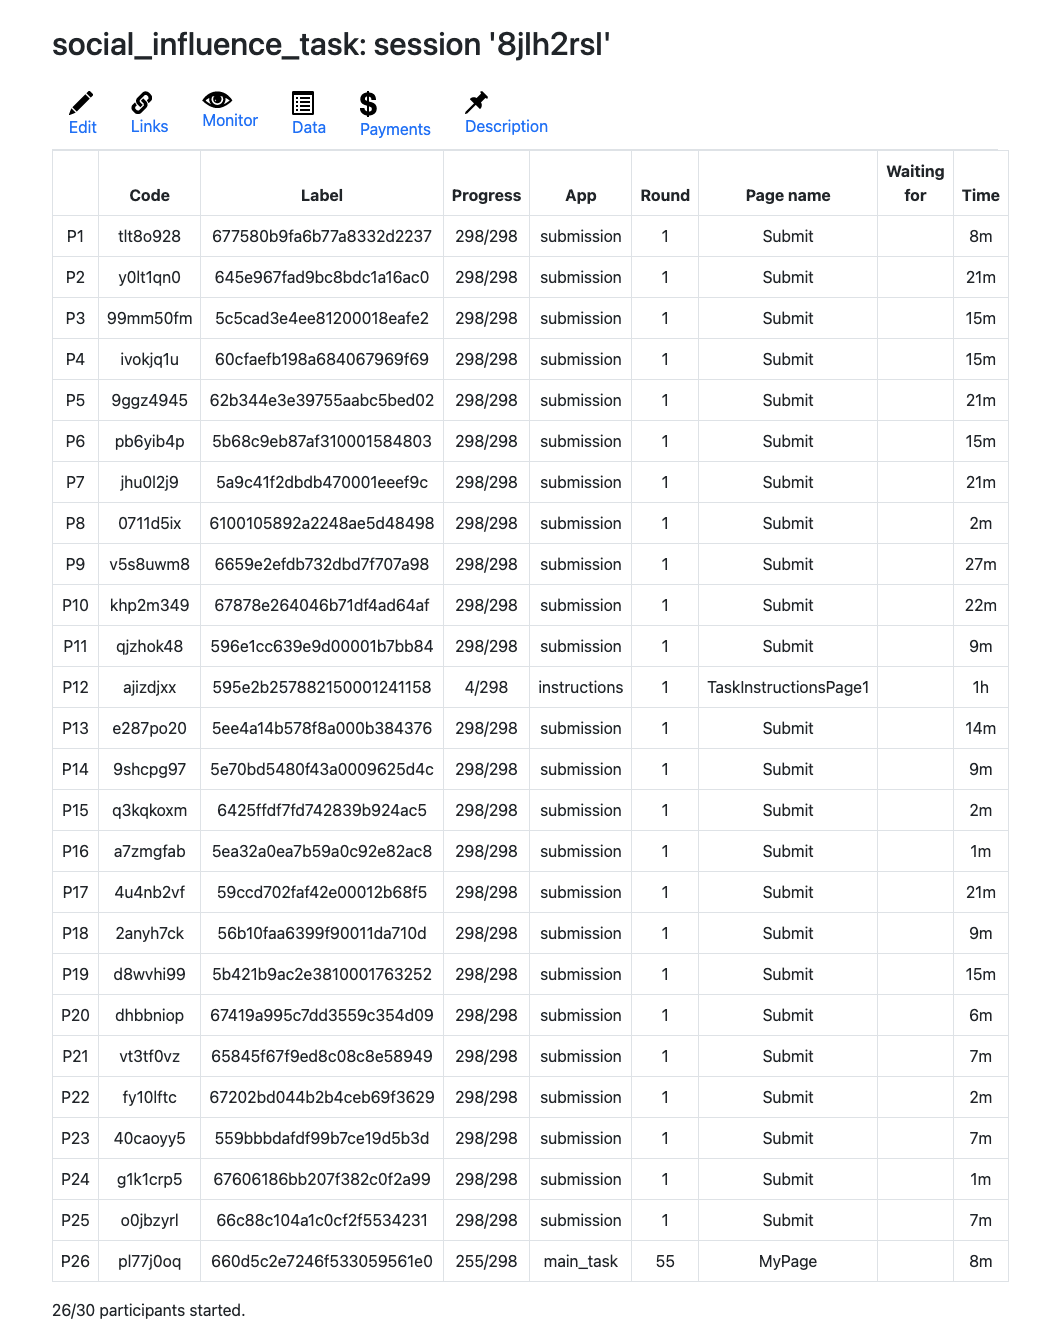 social_influence_task: session '8jlh2rsl'
Edit Links Monitor Data Payments Description
Code Label Progress App Round Page name Waiting for Time
P1 tlt8o928 677580b9fa6b77a8332d2237 298/298 submission 1 Submit 8m
P2 y0lt1qn0 645e967fad9bc8bdc1a16ac0 298/298 submission 1 Submit 21m
P3 99mm50fm 5c5cad3e4ee81200018eafe2 298/298 submission 1 Submit 15m
P4 ivokjq1u 60cfaefb198a684067969f69 298/298 submission 1 Submit 15m
P5 9ggz4945 62b344e3e39755aabc5bed02 298/298 submission 1 Submit 21m
P6 pb6yib4p 5b68c9eb87af310001584803 298/298 submission 1 Submit 15m
P7 jhu0l2j9 5a9c41f2dbdb470001eeef9c 298/298 submission 1 Submit 21m
P8 0711d5ix 6100105892a2248ae5d48498 298/298 submission 1 Submit 2m
P9 v5s8uwm8 6659e2efdb732dbd7f707a98 298/298 submission 1 Submit 27m
P10 khp2m349 67878e264046b71df4ad64af 298/298 submission 1 Submit 22m
P11 qjzhok48 596e1cc639e9d00001b7bb84 298/298 submission 1 Submit 9m
P12 ajizdjxx 595e2b257882150001241158 4/298 instructions 1 TaskInstructionsPage1 1h
P13 e287po20 5ee4a14b578f8a000b384376 298/298 submission 1 Submit 14m
P14 9shcpg97 5e70bd5480f43a0009625d4c 298/298 submission 1 Submit 9m
P15 q3kqkoxm 6425ffdf7fd742839b924ac5 298/298 submission 1 Submit 2m
P16 a7zmgfab 5ea32a0ea7b59a0c92e82ac8 298/298 submission 1 Submit 1m
P17 4u4nb2vf 59ccd702faf42e00012b68f5 298/298 submission 1 Submit 21m
P18 2anyh7ck 56b10faa6399f90011da710d 298/298 submission 1 Submit 9m
P19 d8wvhi99 5b421b9ac2e3810001763252 298/298 submission 1 Submit 15m
P20 dhbbniop 67419a995c7dd3559c354d09 298/298 submission 1 Submit 6m
P21 vt3tf0vz 65845f67f9ed8c08c8e58949 298/298 submission 1 Submit 7m
P22 fy10lftc 67202bd044b2b4ceb69f3629 298/298 submission 1 Submit 2m
P23 40caoyy5 559bbbdafdf99b7ce19d5b3d 298/298 submission 1 Submit 7m
P24 g1k1crp5 67606186bb207f382c0f2a99 298/298 submission 1 Submit 1m
P25 o0jbzyrl 66c88c104a1c0cf2f5534231 298/298 submission 1 Submit 7m
P26 pl77j0oq 660d5c2e7246f533059561e0 255/298 main_task 55 MyPage 8m
26/30 participants started.